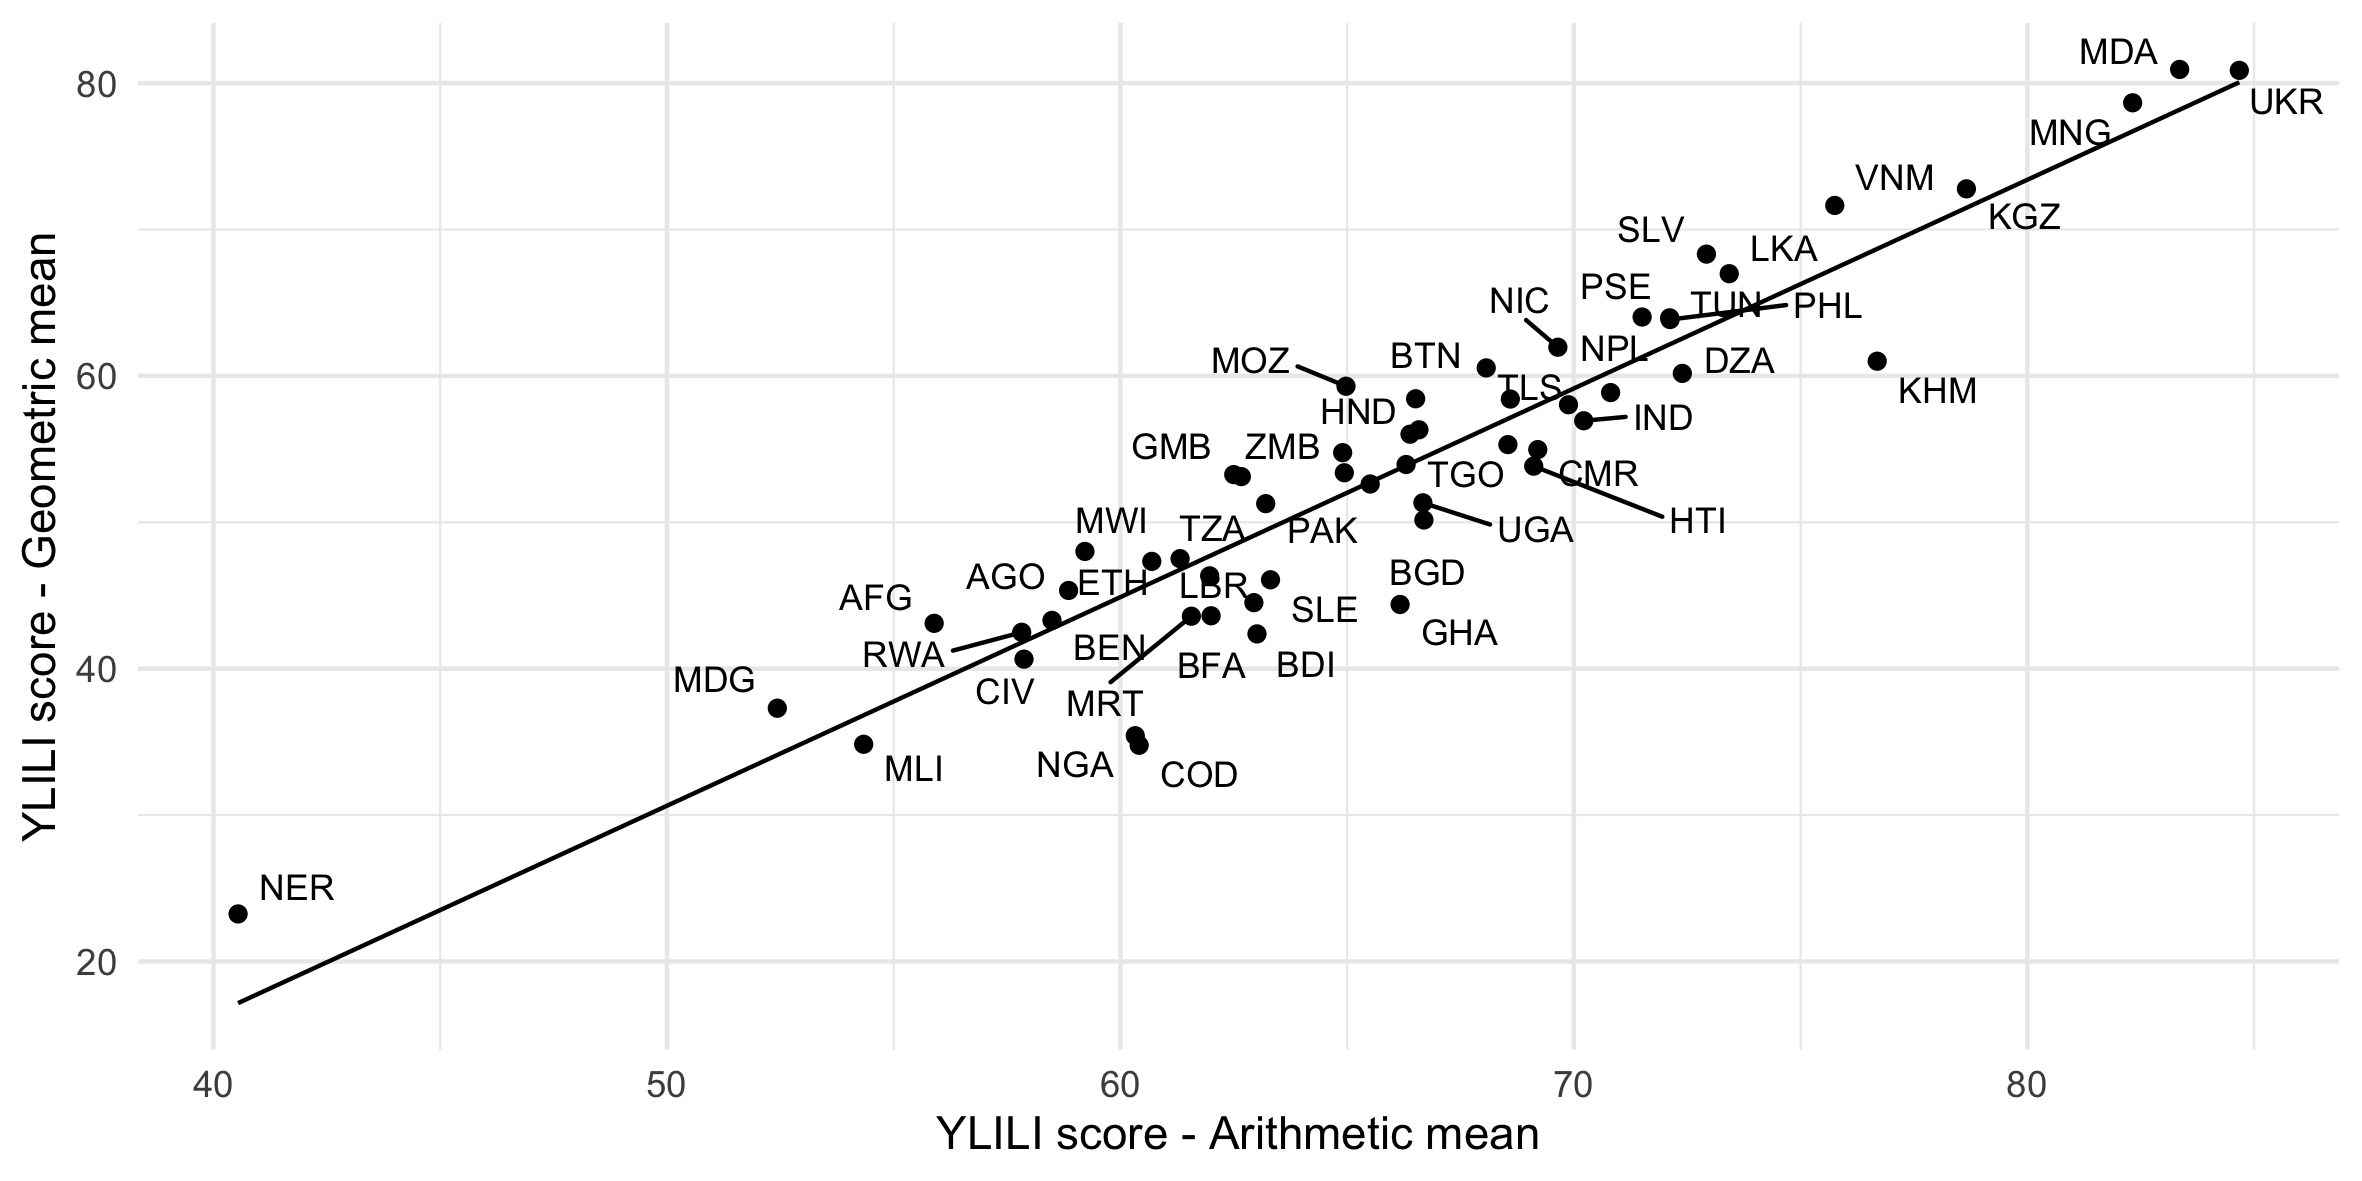 MDA
80
UKR
MNG
VNM
KGZ
SLV
LKA
PSE
NIC
TUN
PHL
NPL
BTN
MOZ
DZA
60
TLS
KHM
HND
IND
GMB
ZMB
TGO
CMR
MWI
TZA
PAK
UGA
HTI
AGO
ETH
LBR
BGD
AFG
SLE
GHA
RWA
BEN
BFA
BDI
40
MDG
CIV
MRT
MLI
NGA
COD
NER
20
YLILI score - Geometric mean
40
50
60
70
80
YLILI score - Arithmetic mean